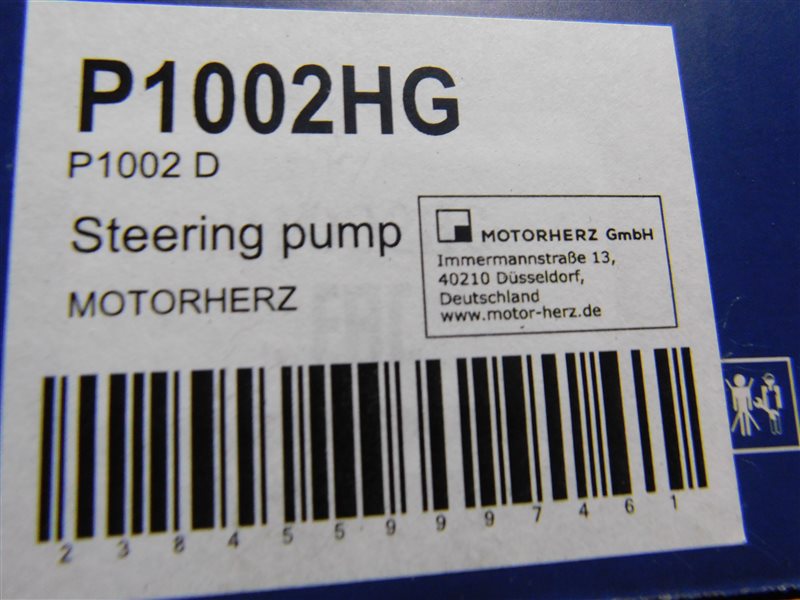 P1002HG
P1002 D
Steering pump
MOTORHERZ
MOTORHERZ GmbH
Immermannstraße 13,
40210 Düsseldorf,
Deutschland
www.motor-herz.de
2 3 8 4 5 5 9 9 9 7 4 6 1